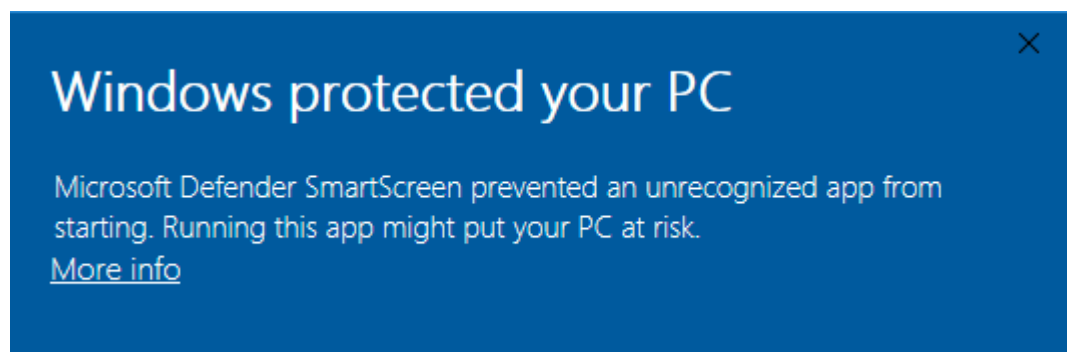 Windows protected your PC
Microsoft Defender SmartScreen prevented an unrecognized app from
starting. Running this app might put your PC at risk.
More info